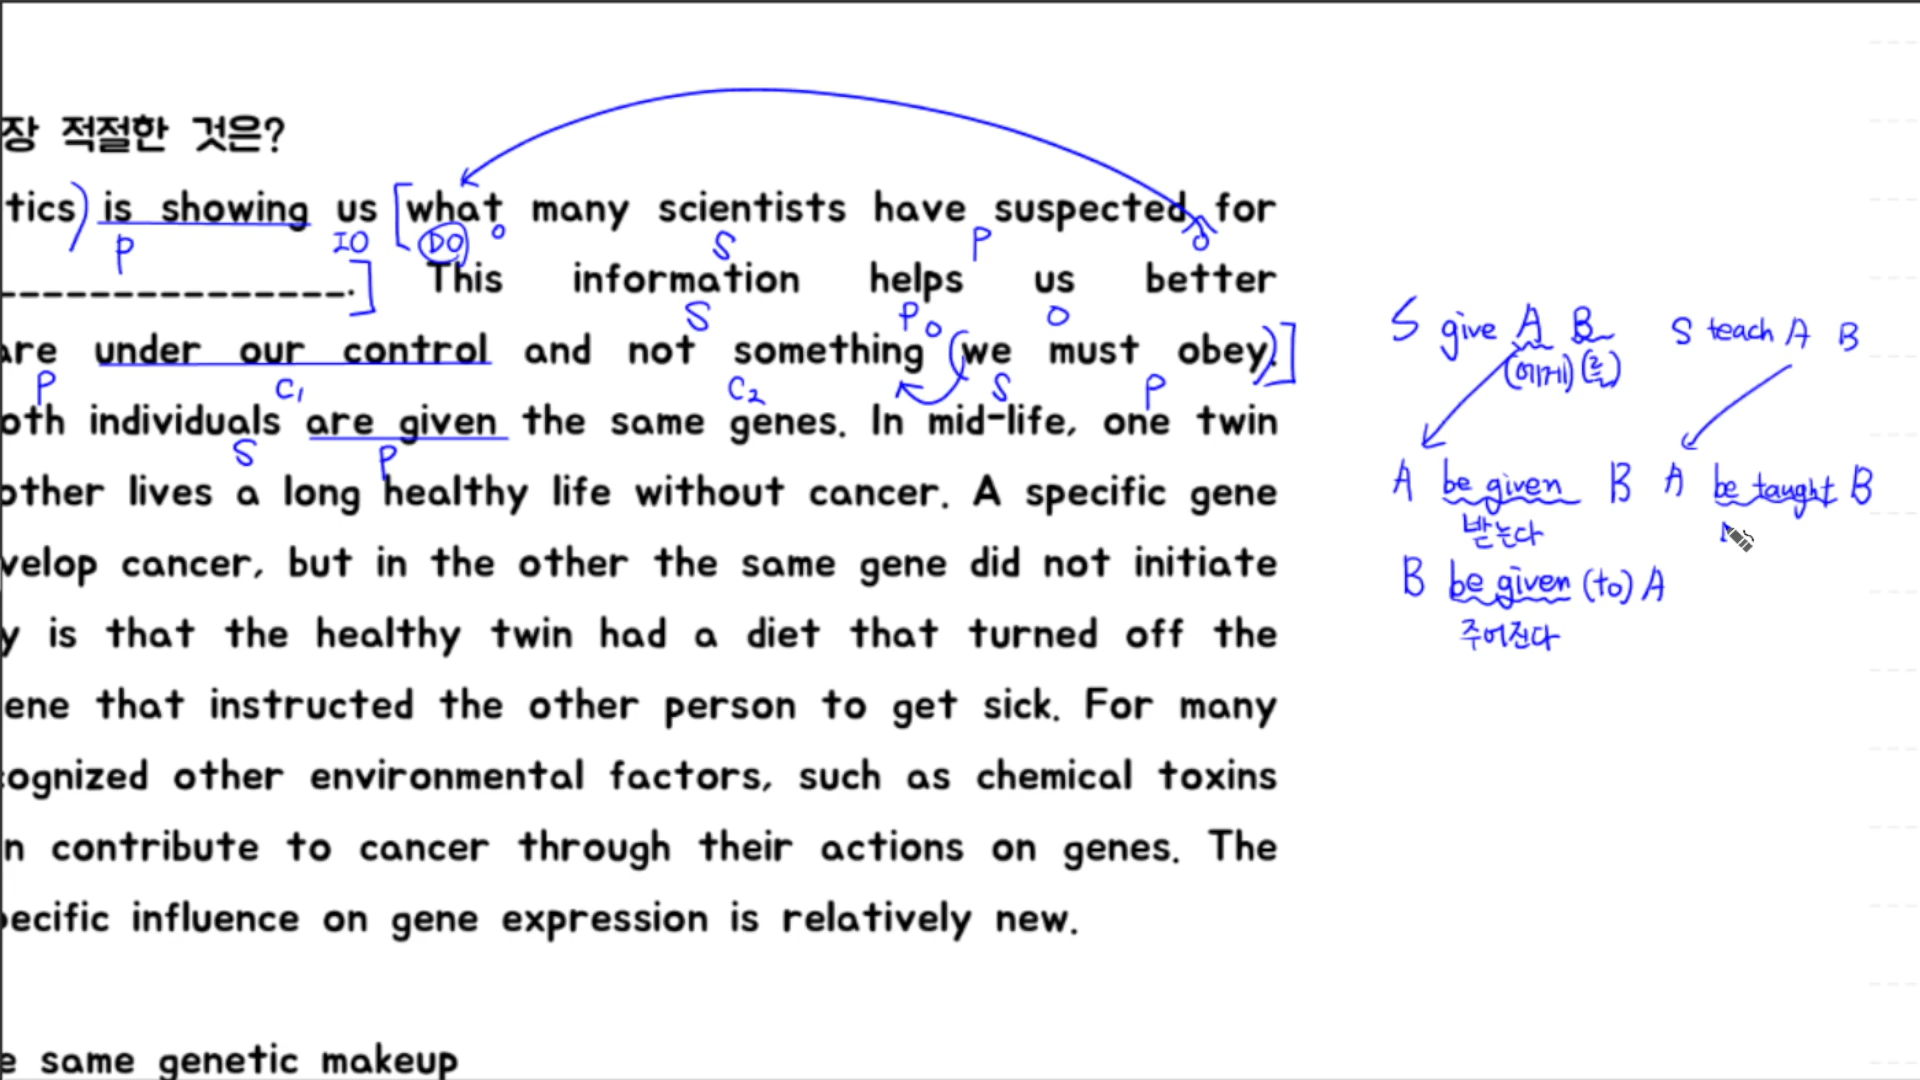 장 적절한 것은?
tics) is showing us [what many scientists have suspected for
P IO DO O S P O
---------------.] This information helps us better
S P O O
are under our control and not something (we must obey.)]
P C1 C2 S P
oth individuals are given the same genes. In mid-life, one twin
S P
other lives a long healthy life without cancer. A specific gene
velop cancer, but in the other the same gene did not initiate
y is that the healthy twin had a diet that turned off the
ene that instructed the other person to get sick. For many
cognized other environmental factors, such as chemical toxins
n contribute to cancer through their actions on genes. The
pecific influence on gene expression is relatively new.
e same genetic makeup
S give A B
(에게) (를)
A be given B
받는다
B be given (to) A
주어진다
S teach A B
A be taught B